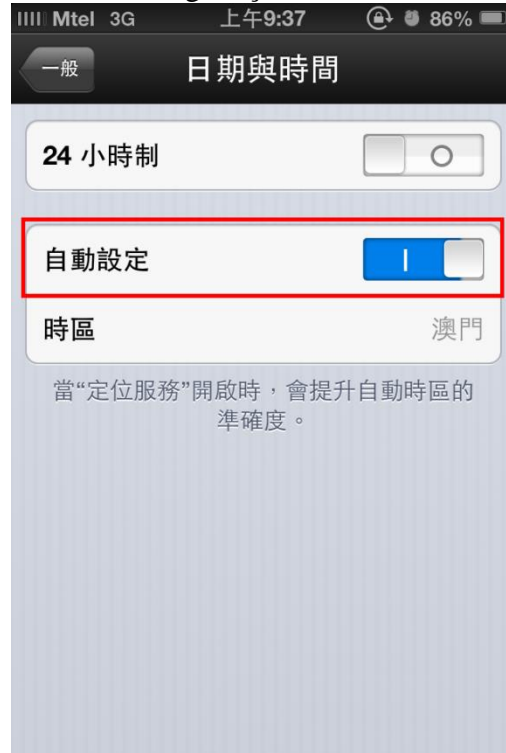 Mtel 3G 上午9:37 86%
一般 日期與時間
24 小時制
自動設定
時區 澳門
當“定位服務”開啟時，會提升自動時區的
準確度。